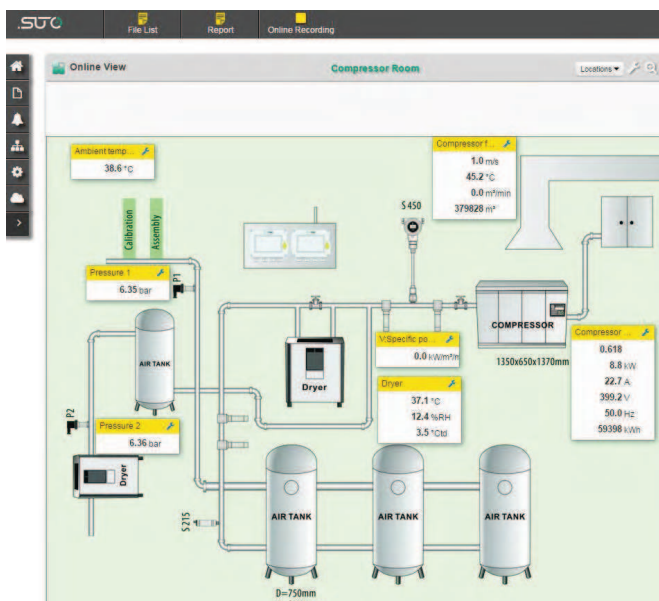 SUTO
File List
Report
Online Recording
Online View
Compressor Room
Locations
Ambient temp...
38.6 °C
Compressor f...
1.0 m/s
45.2 °C
0.0 m³/min
379828 m³
S 450
Calibration
Assembly
Pressure 1
6.35 bar
P1
AIR TANK
Dryer
V:Specific po...
0.0 kW/m³/m
COMPRESSOR
1350x650x1370mm
Compressor ...
0.618
8.8 kW
22.7 A
399.2 V
50.0 Hz
59398 kWh
Dryer
37.1 °C
12.4 %RH
3.5 °Ctd
P2
Pressure 2
6.36 bar
Dryer
S 215
AIR TANK
AIR TANK
AIR TANK
D=750mm